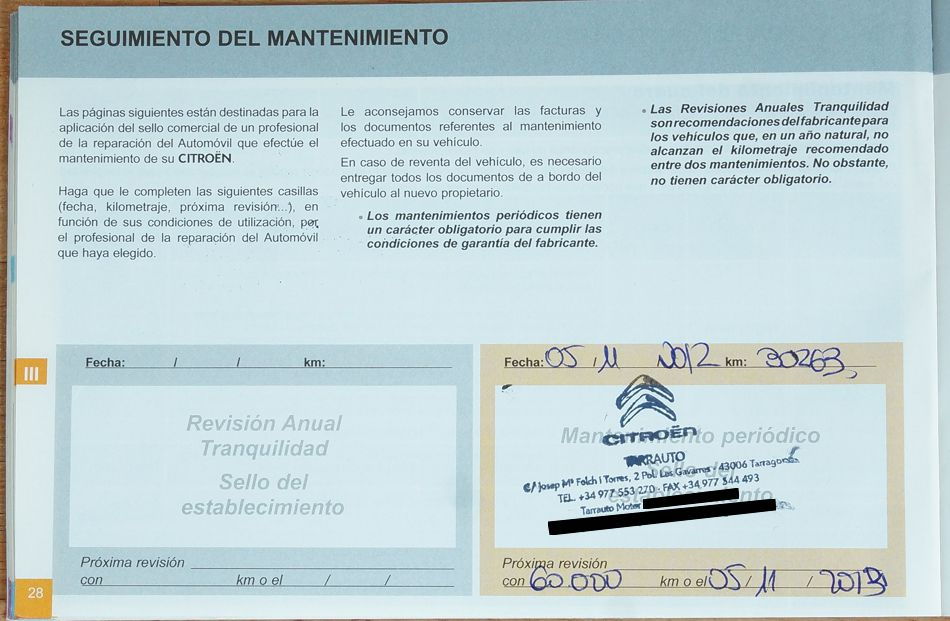 SEGUIMIENTO DEL MANTENIMIENTO
Las páginas siguientes están destinadas para la
aplicación del sello comercial de un profesional
de la reparación del Automóvil que efectúe el
mantenimiento de su CITROËN.
Haga que le completen las siguientes casillas
(fecha, kilometraje, próxima revisión...), en
función de sus condiciones de utilización, por
el profesional de la reparación del Automóvil
que haya elegido.
Le aconsejamos conservar las facturas y
los documentos referentes al mantenimiento
efectuado en su vehículo.
En caso de reventa del vehículo, es necesario
entregar todos los documentos de a bordo del
vehículo al nuevo propietario.
• Los mantenimientos periódicos tienen
un carácter obligatorio para cumplir las
condiciones de garantía del fabricante.
• Las Revisiones Anuales Tranquilidad
son recomendaciones del fabricante para
los vehículos que, en un año natural, no
alcanzan el kilometraje recomendado
entre dos mantenimientos. No obstante,
no tienen carácter obligatorio.
III
Fecha: / / km:
Revisión Anual
Tranquilidad
Sello del
establecimiento
Próxima revisión
con km o el / /
Fecha: 05 / 11 2012 km: 30263
Mantenimiento periódico
Sello del
establecimiento
CITROËN
TARRAUTO
C/ Josep Mª Folch i Torres, 2 Pol. Les Gavarres - 43006 Tarragona
TEL. +34 977 553 270 - FAX +34 977 544 493
Tarrauto Motor
Próxima revisión
con 60.000 km o el 05 / 11 / 2013
28